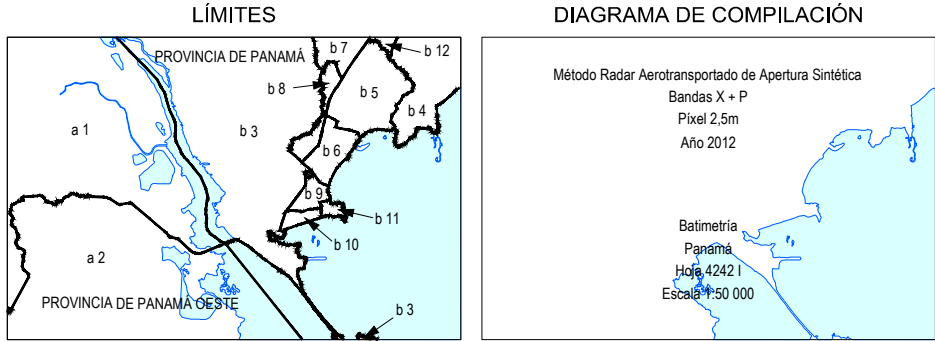 LÍMITES
PROVINCIA DE PANAMÁ
b 7
b 12
b 8
b 5
b 4
a 1
b 3
b 6
b 9
b 11
b 10
a 2
PROVINCIA DE PANAMÁ OESTE
b 3
DIAGRAMA DE COMPILACIÓN
Método Radar Aerotransportado de Apertura Sintética
Bandas X + P
Píxel 2,5m
Año 2012
Batimetría
Panamá
Hoja 4242 I
Escala 1:50 000